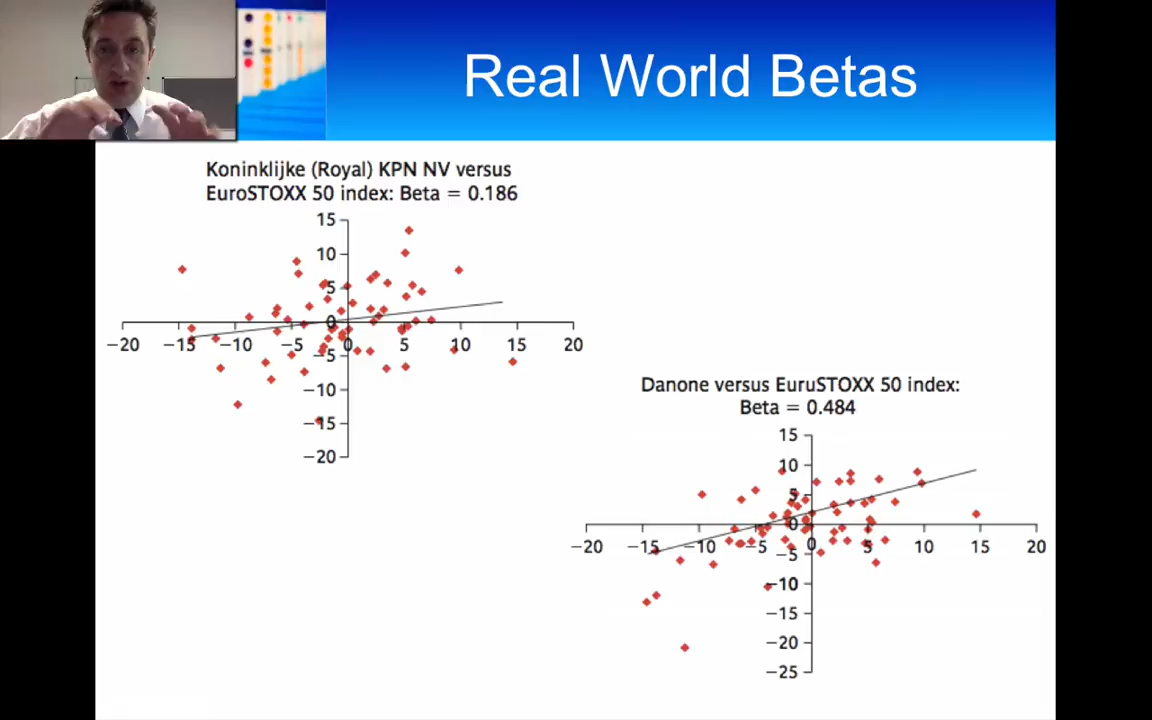 Real World Betas
Koninklijke (Royal) KPN NV versus
EuroSTOXX 50 index: Beta = 0.186
15
10
5
0
−20 −15 −10 −5 0 5 10 15 20
−5
−10
−15
−20
Danone versus EuruSTOXX 50 index:
Beta = 0.484
15
10
5
0
−20 −15 −10 −5 0 5 10 15 20
−5
−10
−15
−20
−25